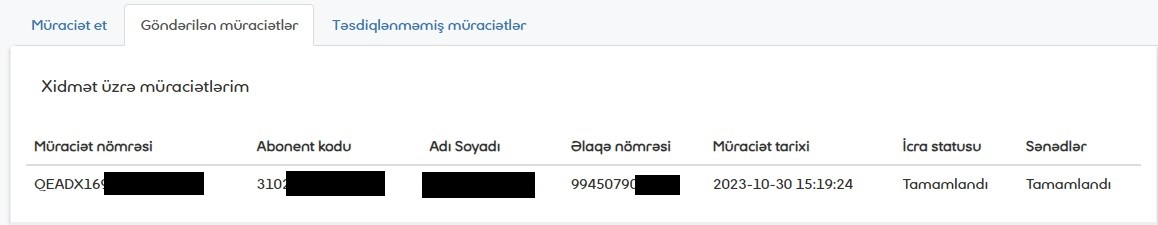 Müraciət et Göndərilən müraciətlər Təsdiqlənməmiş müraciətlər
Xidmət üzrə müraciətlərim
Müraciət nömrəsi Abonent kodu Adı Soyadı Əlaqə nömrəsi Müraciət tarixi İcra statusu Sənədlər
QEADX169 3102 99450790 2023-10-30 15:19:24 Tamamlandı Tamamlandı